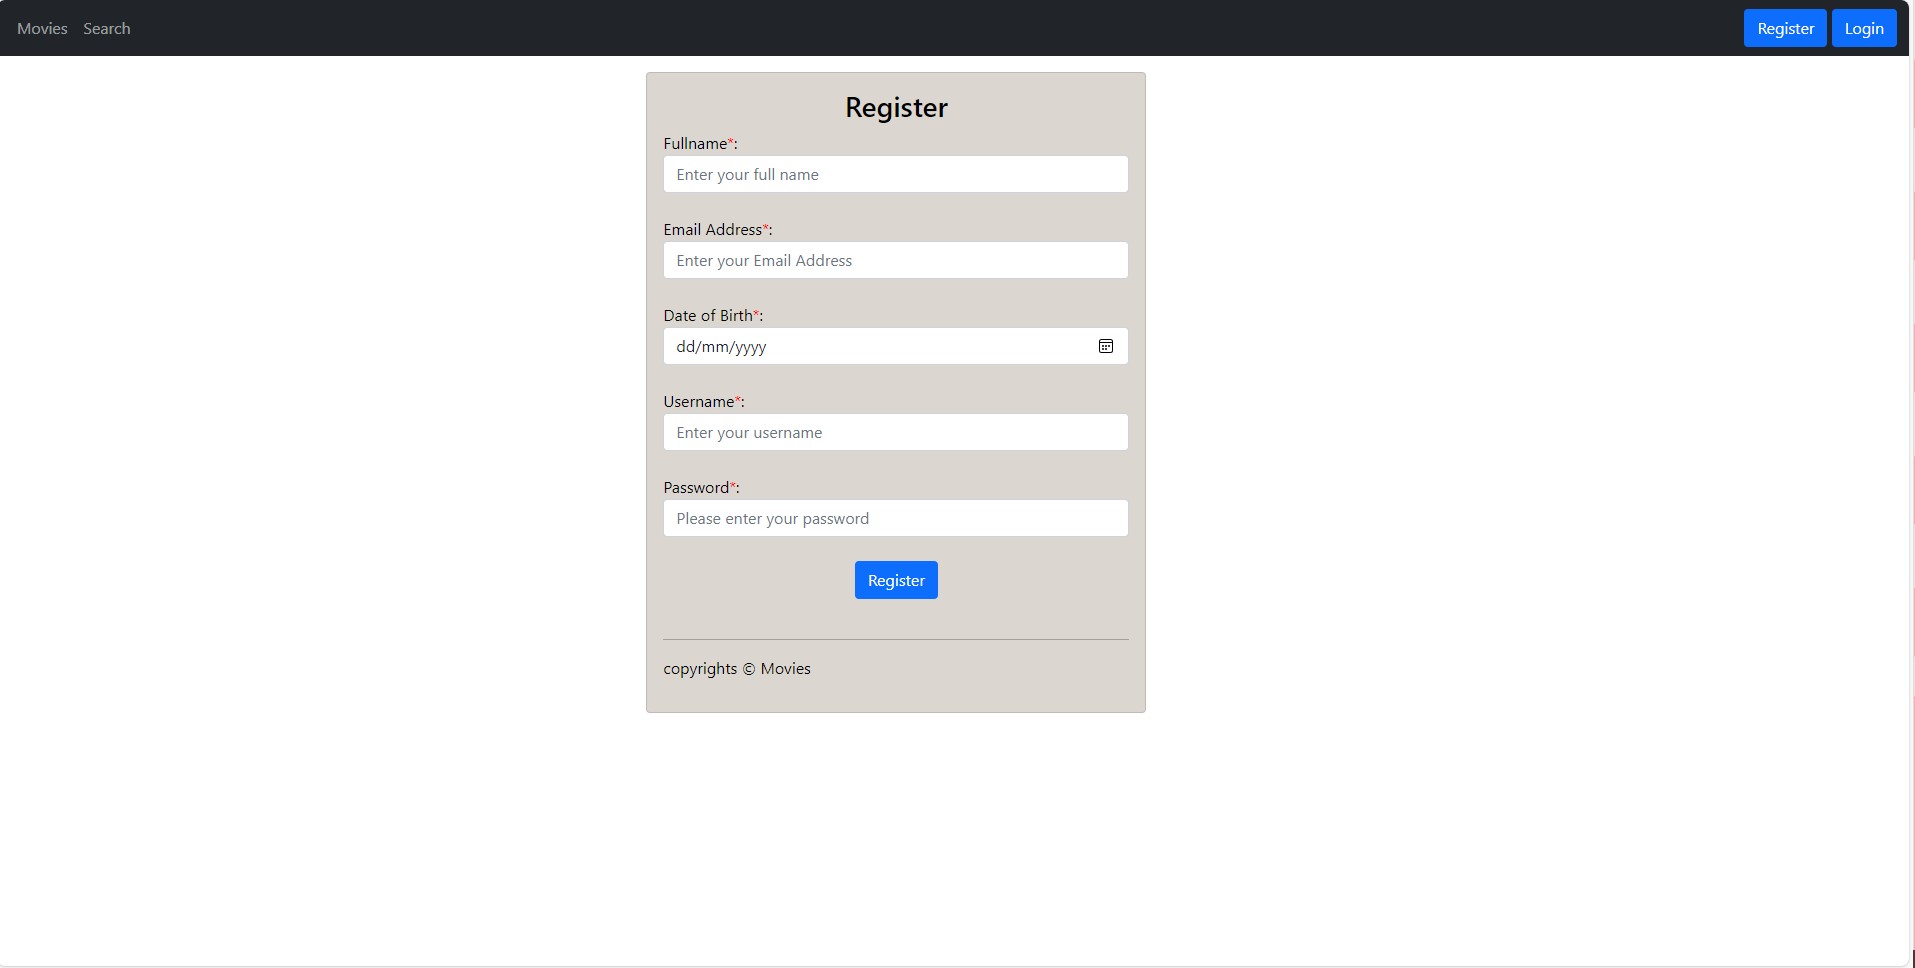 Movies Search Register Login
Register
Fullname*:
Enter your full name
Email Address*:
Enter your Email Address
Date of Birth*:
dd/mm/yyyy
Username*:
Enter your username
Password*:
Please enter your password
Register
copyrights © Movies